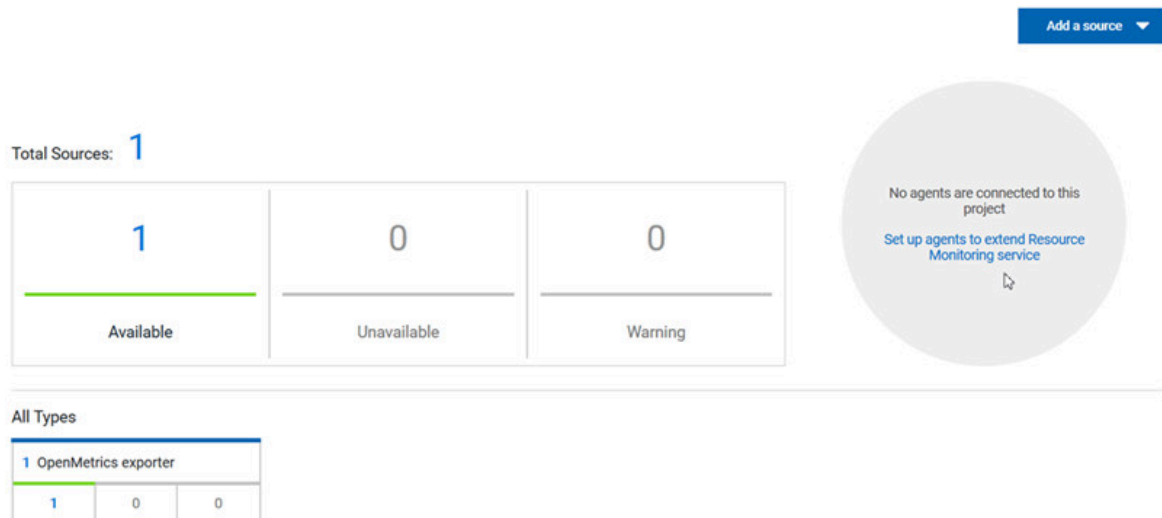 Add a source
Total Sources: 1
1
0
0
Available
Unavailable
Warning
No agents are connected to this
project
Set up agents to extend Resource
Monitoring service
All Types
1 OpenMetrics exporter
1 0 0